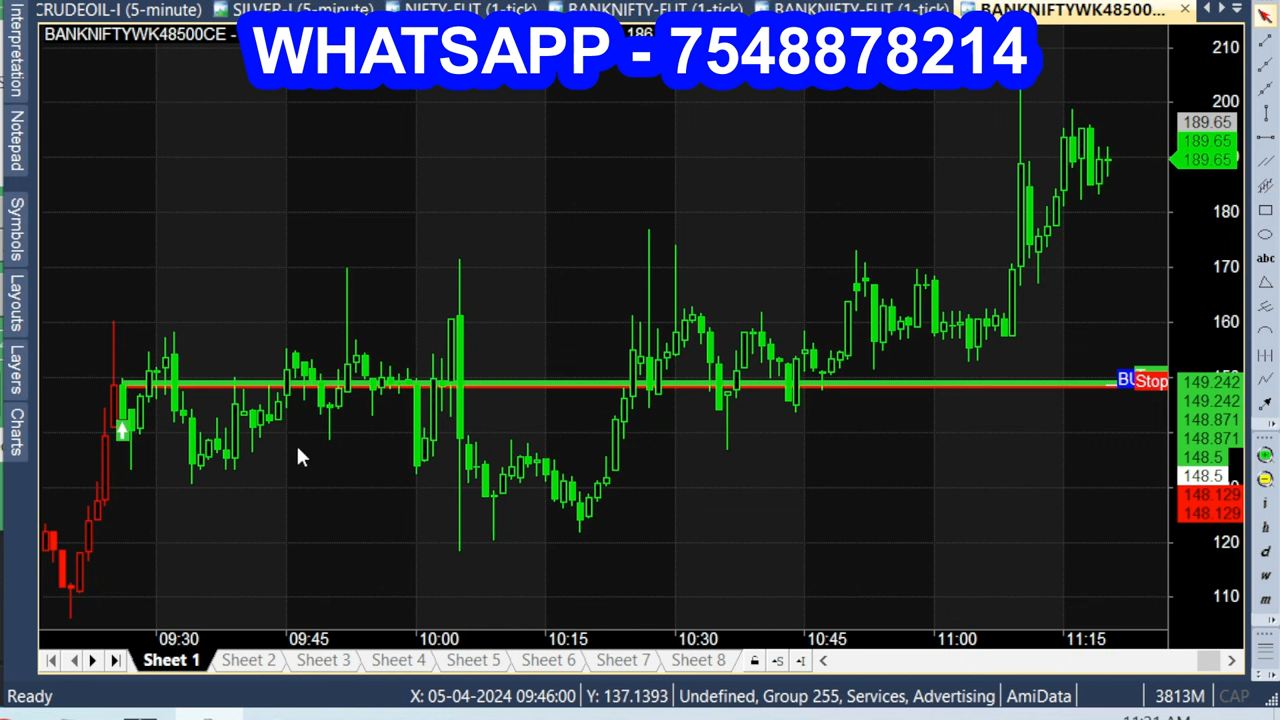 CRUDEOIL-I (5-minute) SILVER-I (5-minute) NIFTY-FUT (1-tick) BANKNIFTY-FUT (1-tick) BANKNIFTY-FUT (1-tick) BANKNIFTYWK48500...
BANKNIFTYWK48500CE -
WHATSAPP - 7548878214
Interpretation
Notepad
Symbols
Layouts
Layers
Charts
210
200
189.65
189.65
189.65
180
170
160
BU
Stop
149.242
149.242
148.871
148.871
148.5
148.5
148.129
148.129
120
110
abc
i
h
d
w
m
09:30 09:45 10:00 10:15 10:30 10:45 11:00 11:15
Sheet 1 Sheet 2 Sheet 3 Sheet 4 Sheet 5 Sheet 6 Sheet 7 Sheet 8
Ready X: 05-04-2024 09:46:00 Y: 137.1393 Undefined, Group 255, Services, Advertising AmiData 3813M CAP